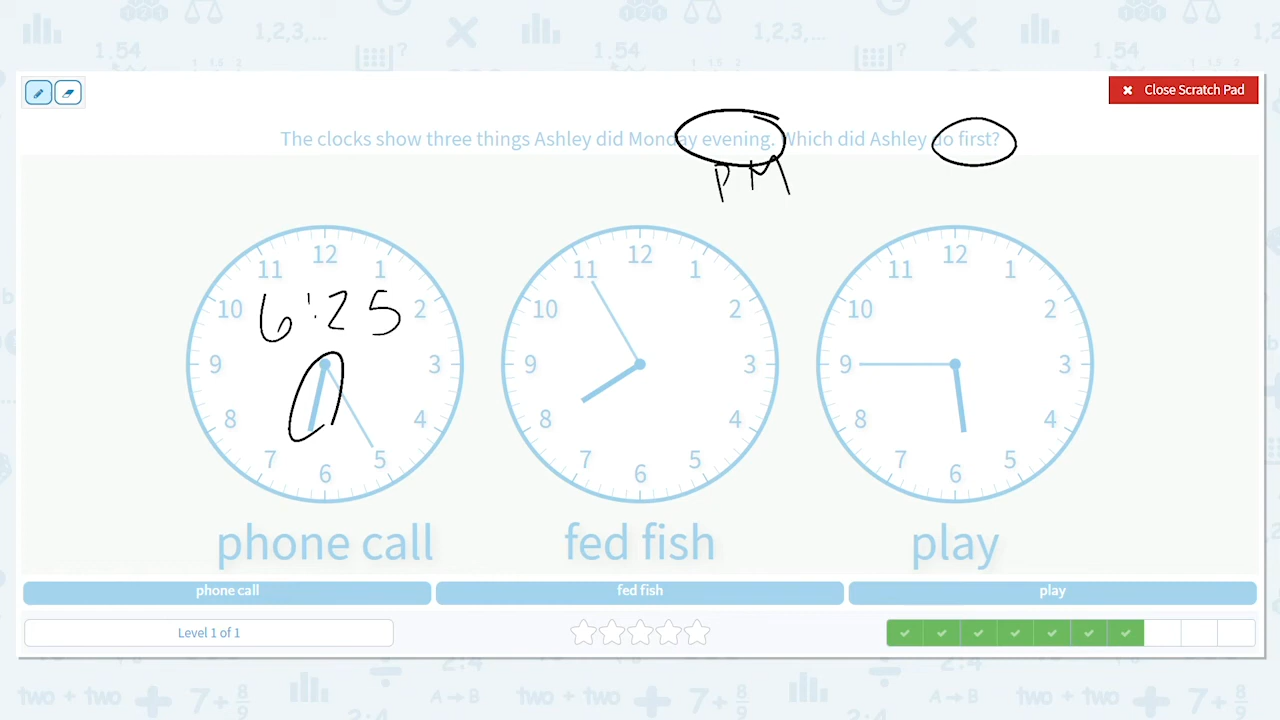 Close Scratch Pad
The clocks show three things Ashley did Monday evening. Which did Ashley do first?
PM
12 1 2 3 4 5 6 7 8 9 10 11
6:25
12 1 2 3 4 5 6 7 8 9 10 11
12 1 2 3 4 5 6 7 8 9 10 11
phone call fed fish play
phone call fed fish play
Level 1 of 1